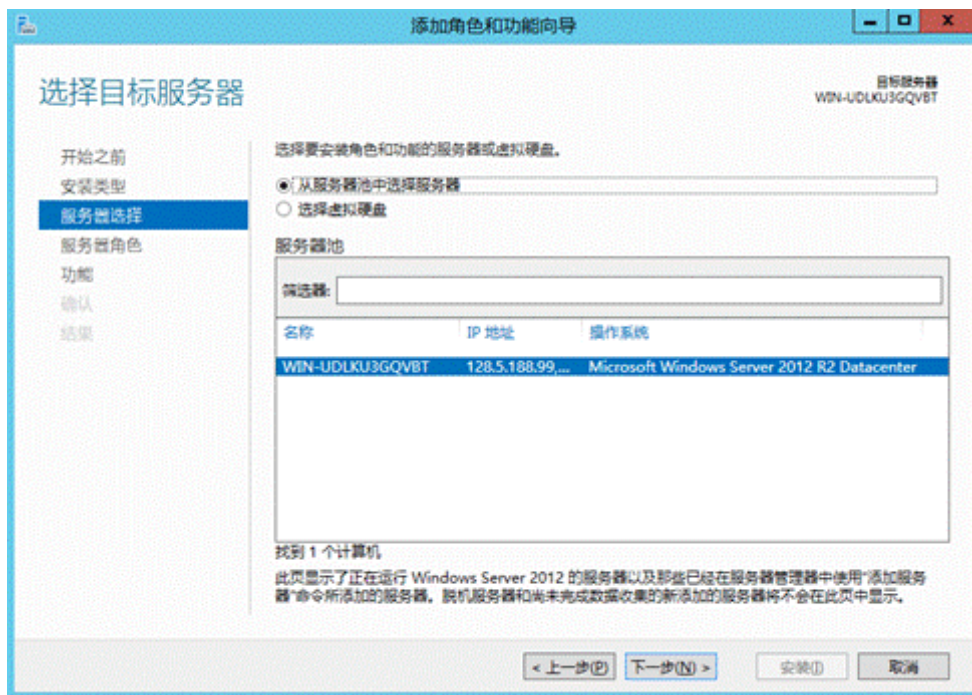 添加角色和功能向导
选择目标服务器
目标服务器
WIN-UDLKU3GQVBT
开始之前
安装类型
服务器选择
服务器角色
功能
确认
结果
选择要安装角色和功能的服务器或虚拟硬盘。
从服务器池中选择服务器
选择虚拟硬盘
服务器池
筛选器:
名称 IP 地址 操作系统
WIN-UDLKU3GQVBT 128.5.188.99,... Microsoft Windows Server 2012 R2 Datacenter
找到 1 个计算机
此页显示了正在运行 Windows Server 2012 的服务器以及那些已经在服务器管理器中使用"添加服务
器"命令所添加的服务器。脱机服务器和尚未完成数据收集的新添加的服务器将不会在此页中显示。
< 上一步(P) 下一步(N) > 安装(I) 取消